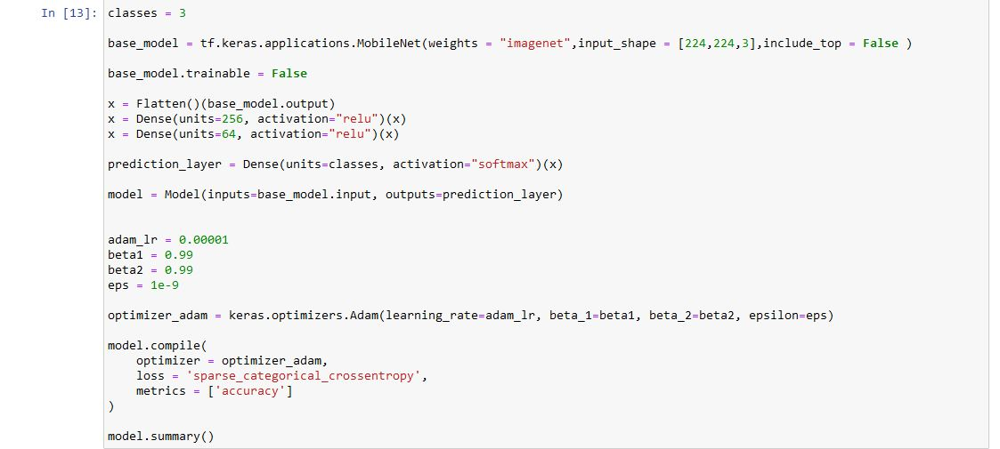 In [13]: classes = 3
base_model = tf.keras.applications.MobileNet(weights = "imagenet",input_shape = [224,224,3],include_top = False )
base_model.trainable = False
x = Flatten()(base_model.output)
x = Dense(units=256, activation="relu")(x)
x = Dense(units=64, activation="relu")(x)
prediction_layer = Dense(units=classes, activation="softmax")(x)
model = Model(inputs=base_model.input, outputs=prediction_layer)
adam_lr = 0.00001
beta1 = 0.99
beta2 = 0.99
eps = 1e-9
optimizer_adam = keras.optimizers.Adam(learning_rate=adam_lr, beta_1=beta1, beta_2=beta2, epsilon=eps)
model.compile(
    optimizer = optimizer_adam,
    loss = 'sparse_categorical_crossentropy',
    metrics = ['accuracy']
)
model.summary()